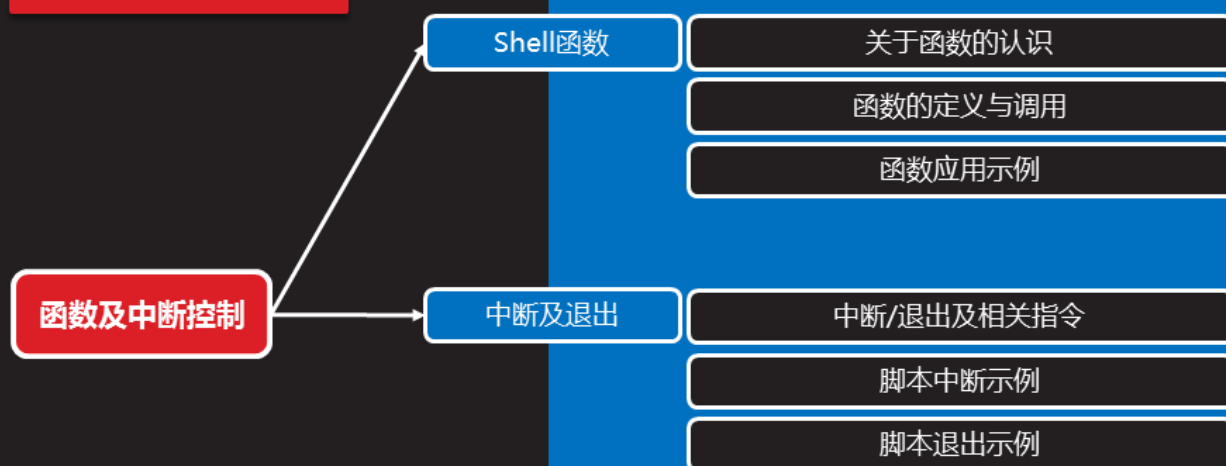 Shell函数
关于函数的认识
函数的定义与调用
函数应用示例
函数及中断控制
中断及退出
中断/退出及相关指令
脚本中断示例
脚本退出示例